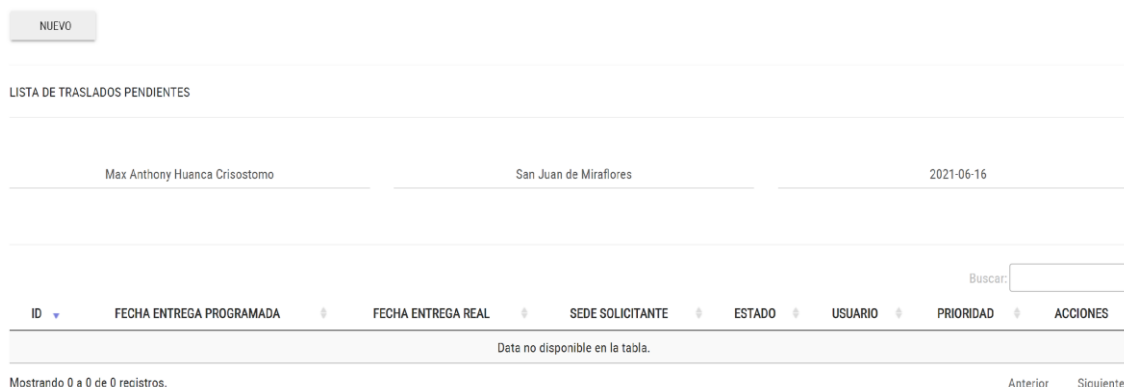 NUEVO
LISTA DE TRASLADOS PENDIENTES
Max Anthony Huanca Crisostomo San Juan de Miraflores 2021-06-16
Buscar:
ID FECHA ENTREGA PROGRAMADA FECHA ENTREGA REAL SEDE SOLICITANTE ESTADO USUARIO PRIORIDAD ACCIONES
Data no disponible en la tabla.
Mostrando 0 a 0 de 0 registros. Anterior Siguiente